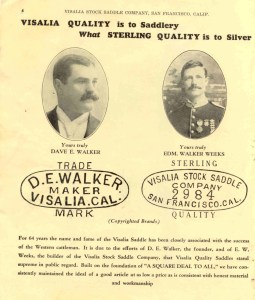 4 VISALIA STOCK SADDLE COMPANY, SAN FRANCISCO, CALIF.
VISALIA QUALITY is to Saddlery
What STERLING QUALITY is to Silver
Yours truly
DAVE E. WALKER
Yours truly
EDM. WALKER WEEKS
TRADE
D.E. WALKER,
MAKER
VISALIA, CAL.
MARK
STERLING
VISALIA STOCK SADDLE
COMPANY
2984
SAN FRANCISCO, CAL.
QUALITY
(Copyrighted Brands.)
For 64 years the name and fame of the Visalia Saddle has been closely associated with the success
of the Western cattleman. It is due to the efforts of D. E. Walker, the founder, and of E. W.
Weeks, the builder of the Visalia Stock Saddle Company, that Visalia Quality Saddles stand
supreme in public regard. Built on the foundation of "A SQUARE DEAL TO ALL," we have con-
sistently maintained the ideal of a good article at as low a price as is consistent with honest material
and workmanship